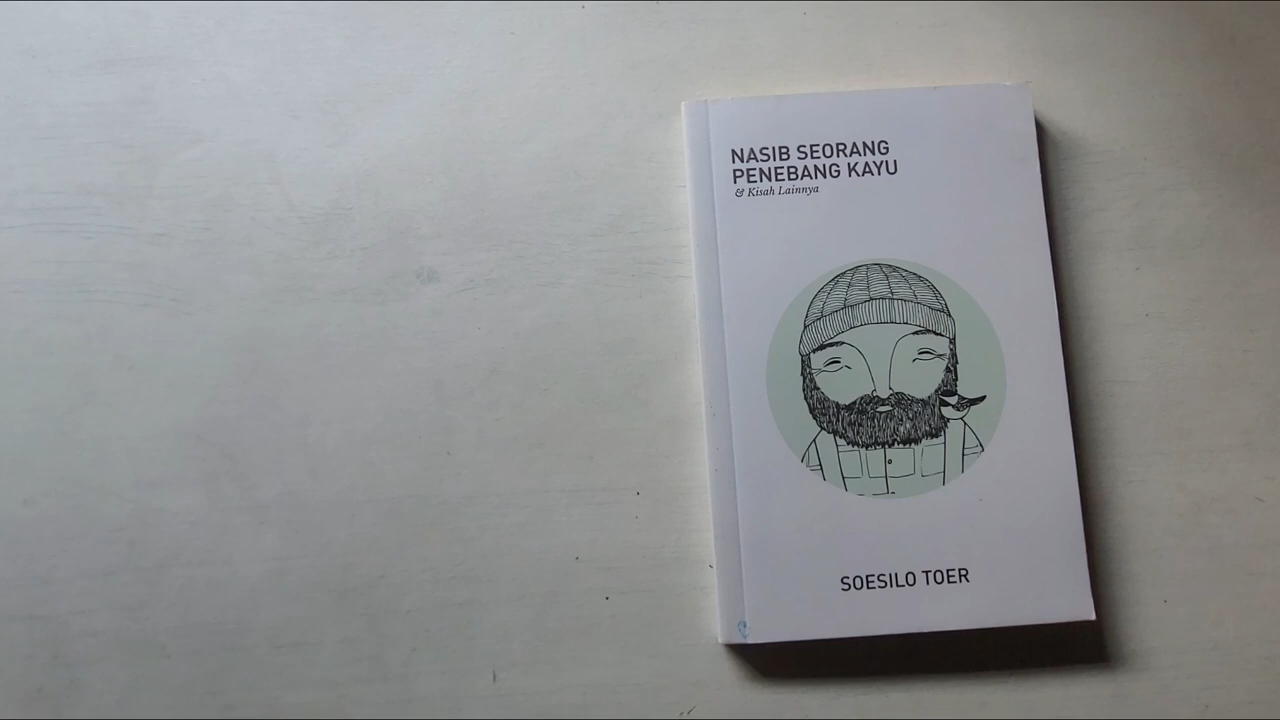 NASIB SEORANG
PENEBANG KAYU
& Kisah Lainnya
SOESILO TOER